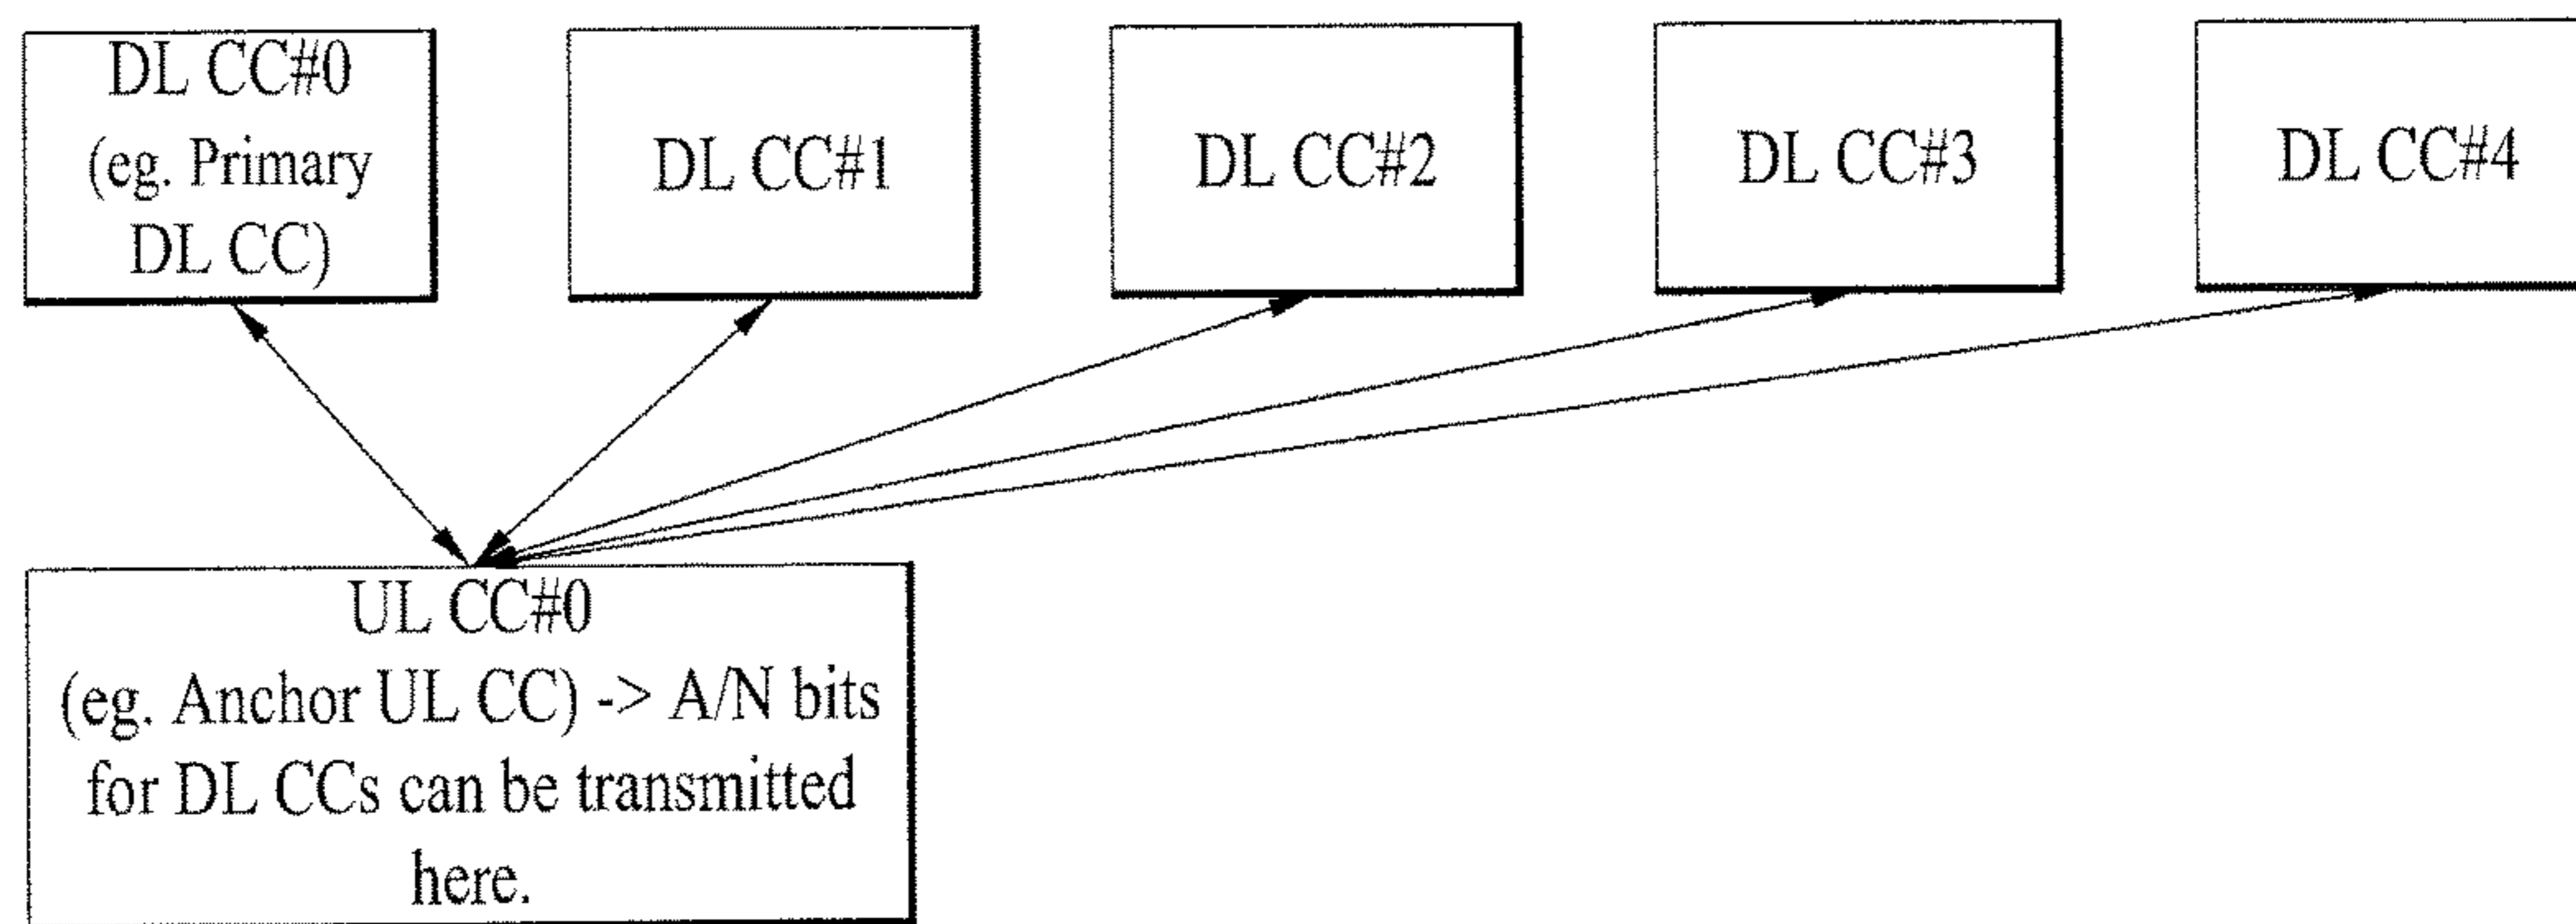 DL CC#0
(eg. Primary
DL CC)
DL CC#1
DL CC#2
DL CC#3
DL CC#4
UL CC#0
(eg. Anchor UL CC) -> A/N bits
for DL CCs can be transmitted
here.